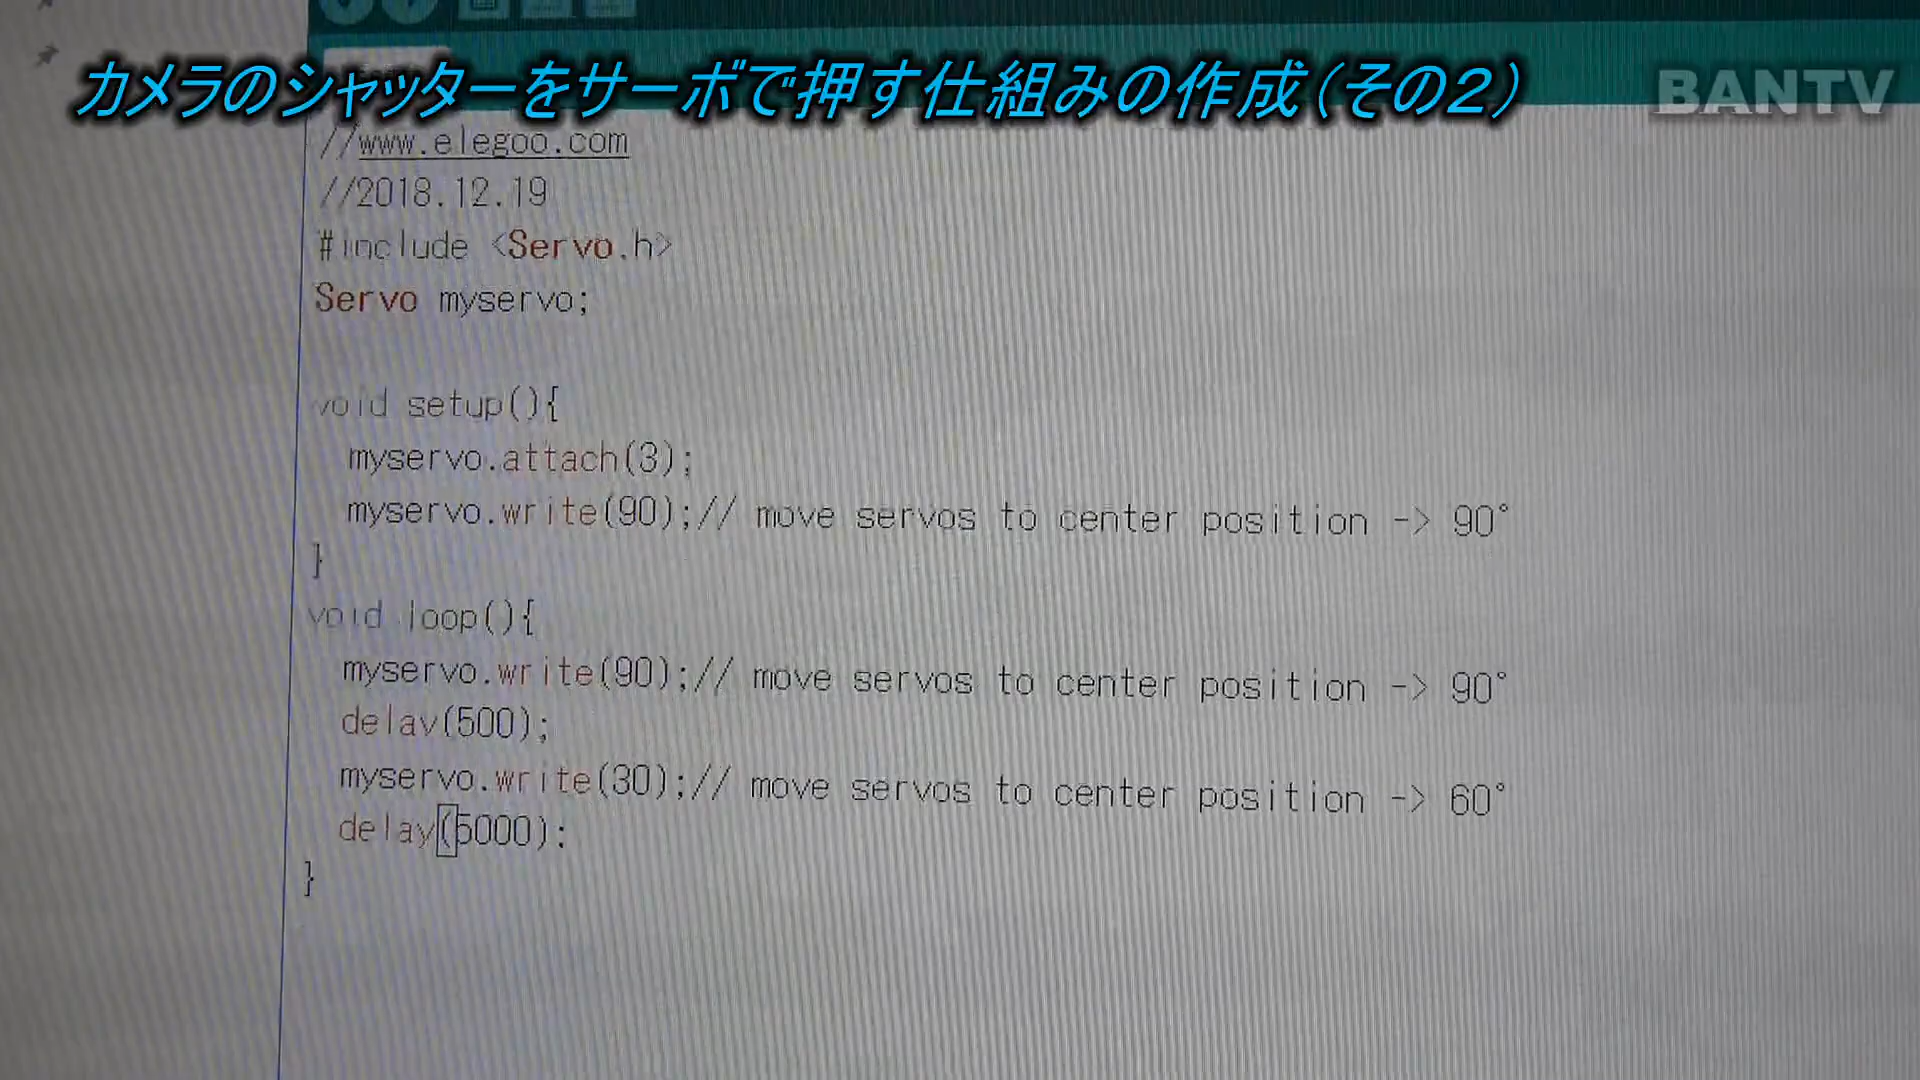 カメラのシャッターをサーボで押す仕組みの作成(その2)
BANTV
//www.elegoo.com
//2018.12.19
#include <Servo.h>
Servo myservo;
void setup(){
myservo.attach(3);
myservo.write(90);// move servos to center position -> 90°
}
void loop(){
myservo.write(90);// move servos to center position -> 90°
delay(500);
myservo.write(30);// move servos to center position -> 60°
delay(5000);
}